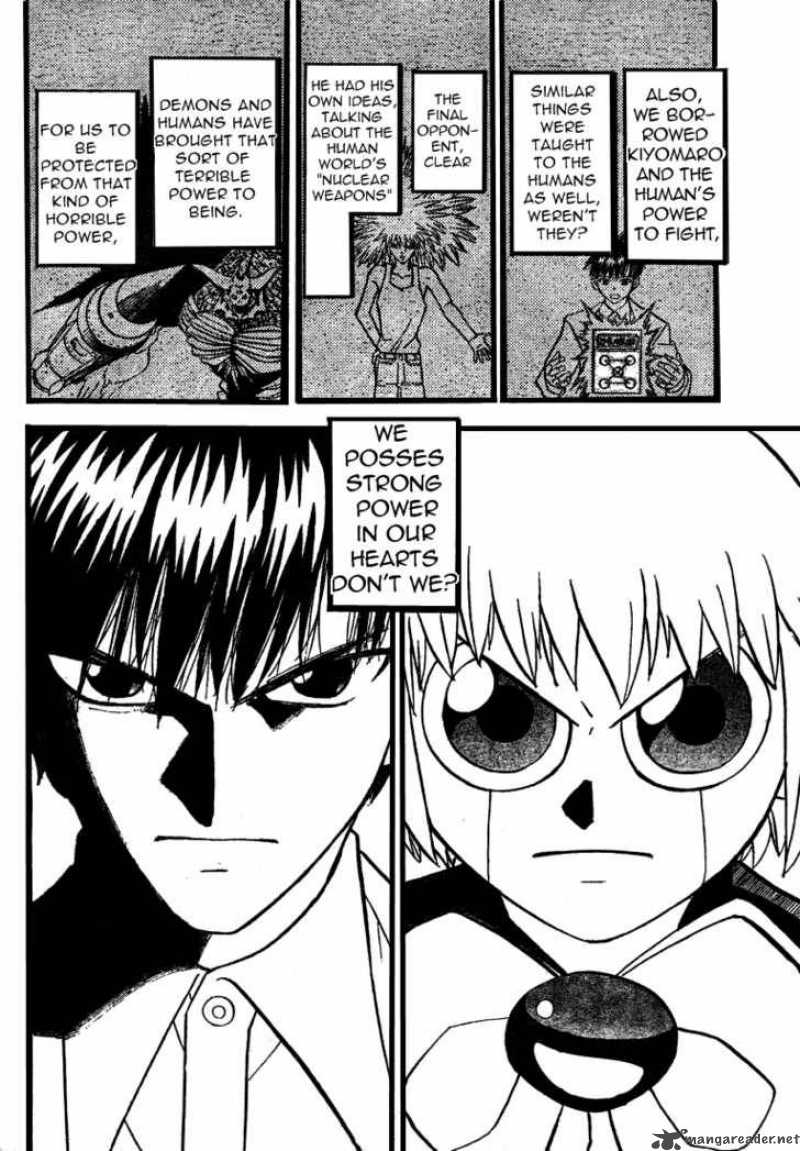 ALSO,
WE BOR-
ROWED
KIYOMARO
AND THE
HUMAN'S
POWER
TO FIGHT,
SIMILAR
THINGS
WERE
TAUGHT
TO THE
HUMANS
AS WELL,
WEREN'T
THEY?
THE
FINAL
OPPON-
ENT,
CLEAR
HE HAD HIS
OWN IDEAS,
TALKING
ABOUT THE
HUMAN
WORLD'S
"NUCLEAR
WEAPONS"
DEMONS AND
HUMANS HAVE
BROUGHT THAT
SORT OF
TERRIBLE
POWER TO
BEING.
FOR US TO
BE
PROTECTED
FROM THAT
KIND OF
HORRIBLE
POWER,
WE
POSSES
STRONG
POWER
IN OUR
HEARTS
DON'T WE?
mangareader.net